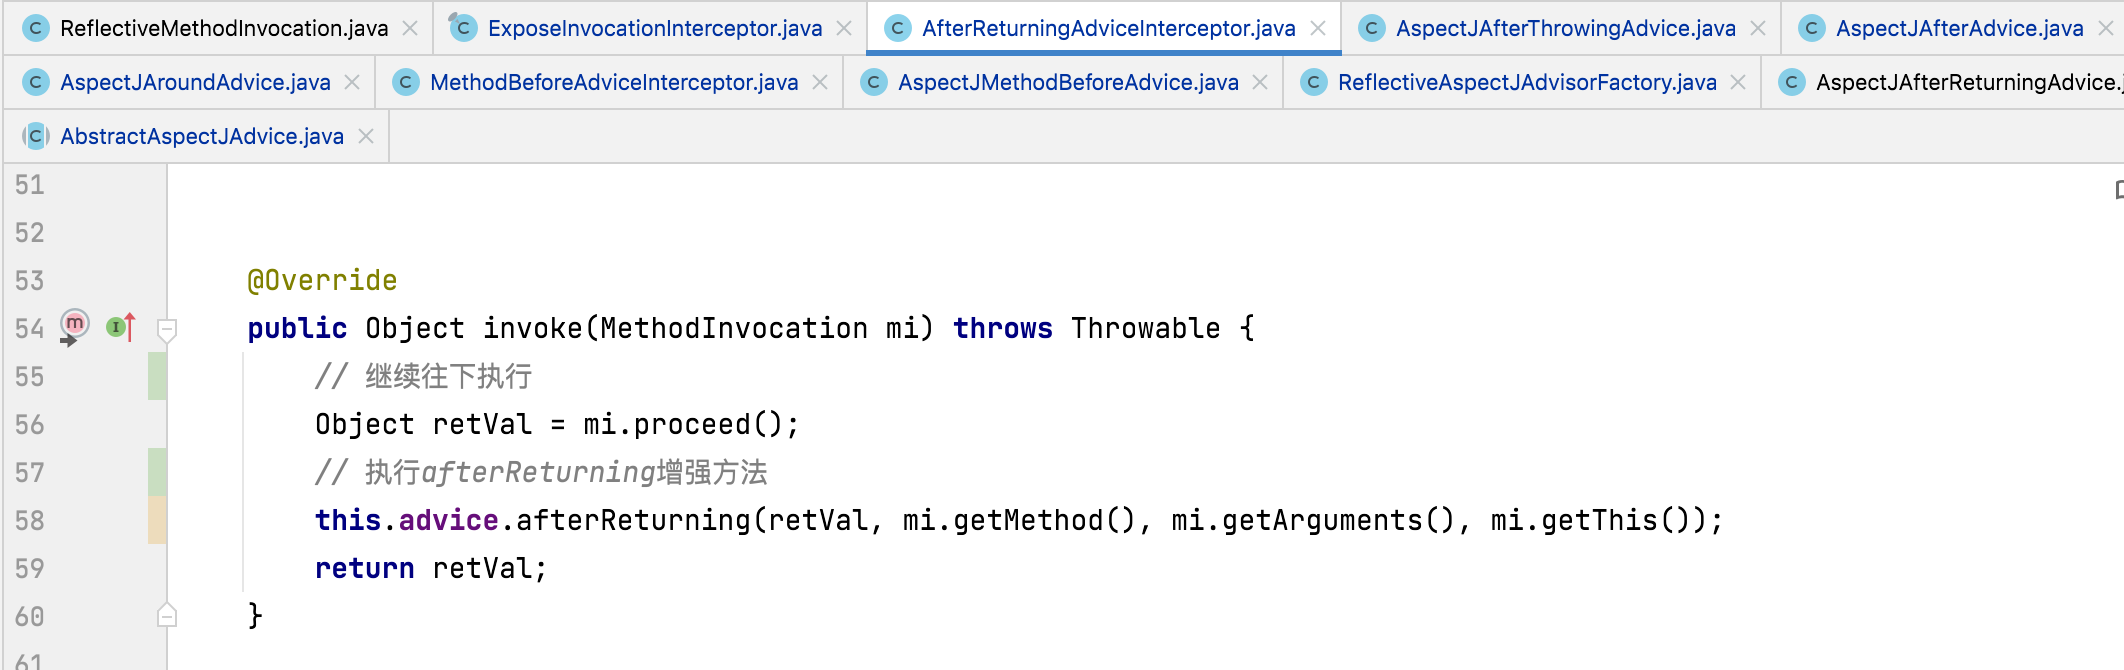 C ReflectiveMethodInvocation.java C ExposeInvocationInterceptor.java C AfterReturningAdviceInterceptor.java C AspectJAfterThrowingAdvice.java C AspectJAfterAdvice.java
C AspectJAroundAdvice.java C MethodBeforeAdviceInterceptor.java C AspectJMethodBeforeAdvice.java C ReflectiveAspectJAdvisorFactory.java C AspectJAfterReturningAdvice.j
C AbstractAspectJAdvice.java
51
52
53 @Override
54 m I public Object invoke(MethodInvocation mi) throws Throwable {
55 // 继续往下执行
56 Object retVal = mi.proceed();
57 // 执行afterReturning增强方法
58 this.advice.afterReturning(retVal, mi.getMethod(), mi.getArguments(), mi.getThis());
59 return retVal;
60 }
61